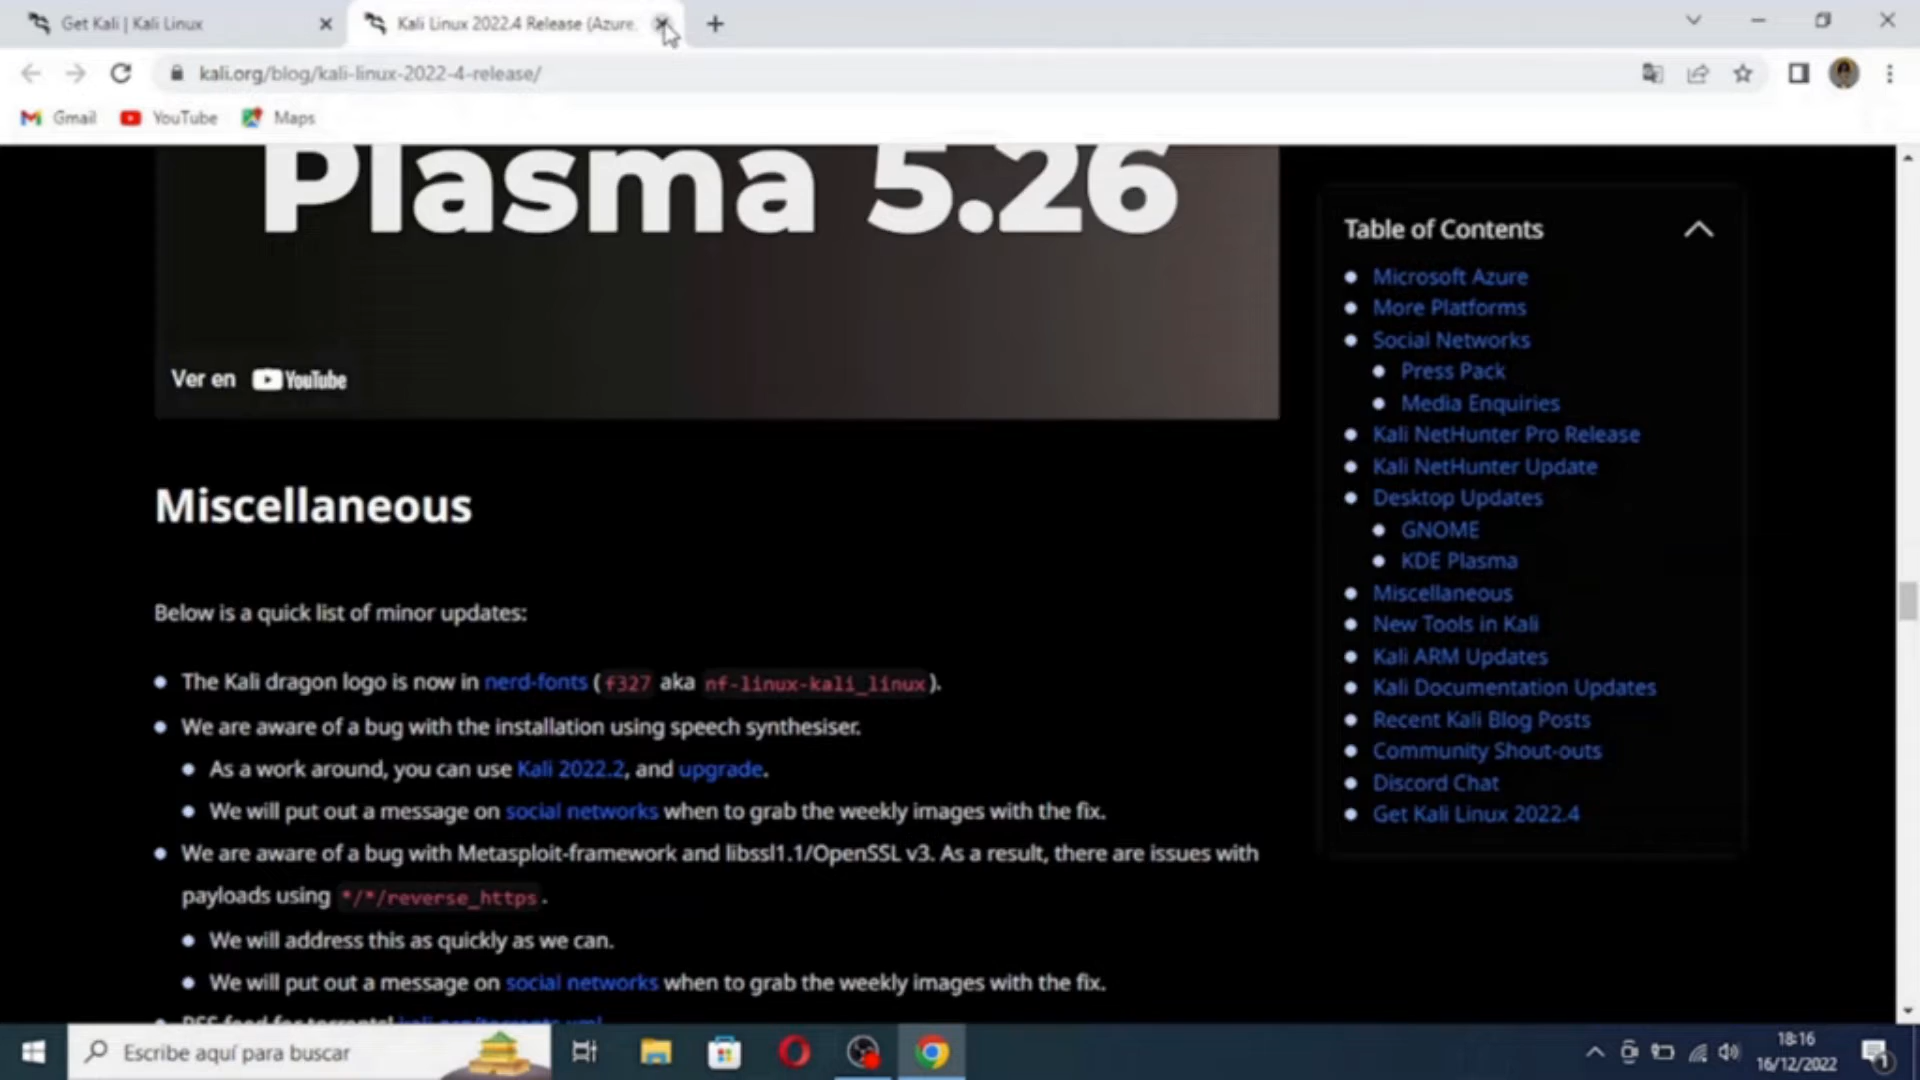 Get Kali | Kali Linux
Kali Linux 2022.4 Release (Azure,
kali.org/blog/kali-linux-2022-4-release/
Gmail
YouTube
Maps
Plasma 5.26
Ver en YouTube
Miscellaneous
Below is a quick list of minor updates:
The Kali dragon logo is now in nerd-fonts (f327 aka nf-linux-kali_linux).
We are aware of a bug with the installation using speech synthesiser.
As a work around, you can use Kali 2022.2, and upgrade.
We will put out a message on social networks when to grab the weekly images with the fix.
We are aware of a bug with Metasploit-framework and libssl1.1/OpenSSL v3. As a result, there are issues with
payloads using */*/reverse_https.
We will address this as quickly as we can.
We will put out a message on social networks when to grab the weekly images with the fix.
RSS feed for torrents! kali.org/torrents.xml
Table of Contents
Microsoft Azure
More Platforms
Social Networks
Press Pack
Media Enquiries
Kali NetHunter Pro Release
Kali NetHunter Update
Desktop Updates
GNOME
KDE Plasma
Miscellaneous
New Tools in Kali
Kali ARM Updates
Kali Documentation Updates
Recent Kali Blog Posts
Community Shout-outs
Discord Chat
Get Kali Linux 2022.4
Escribe aquí para buscar
18:16
16/12/2022
1